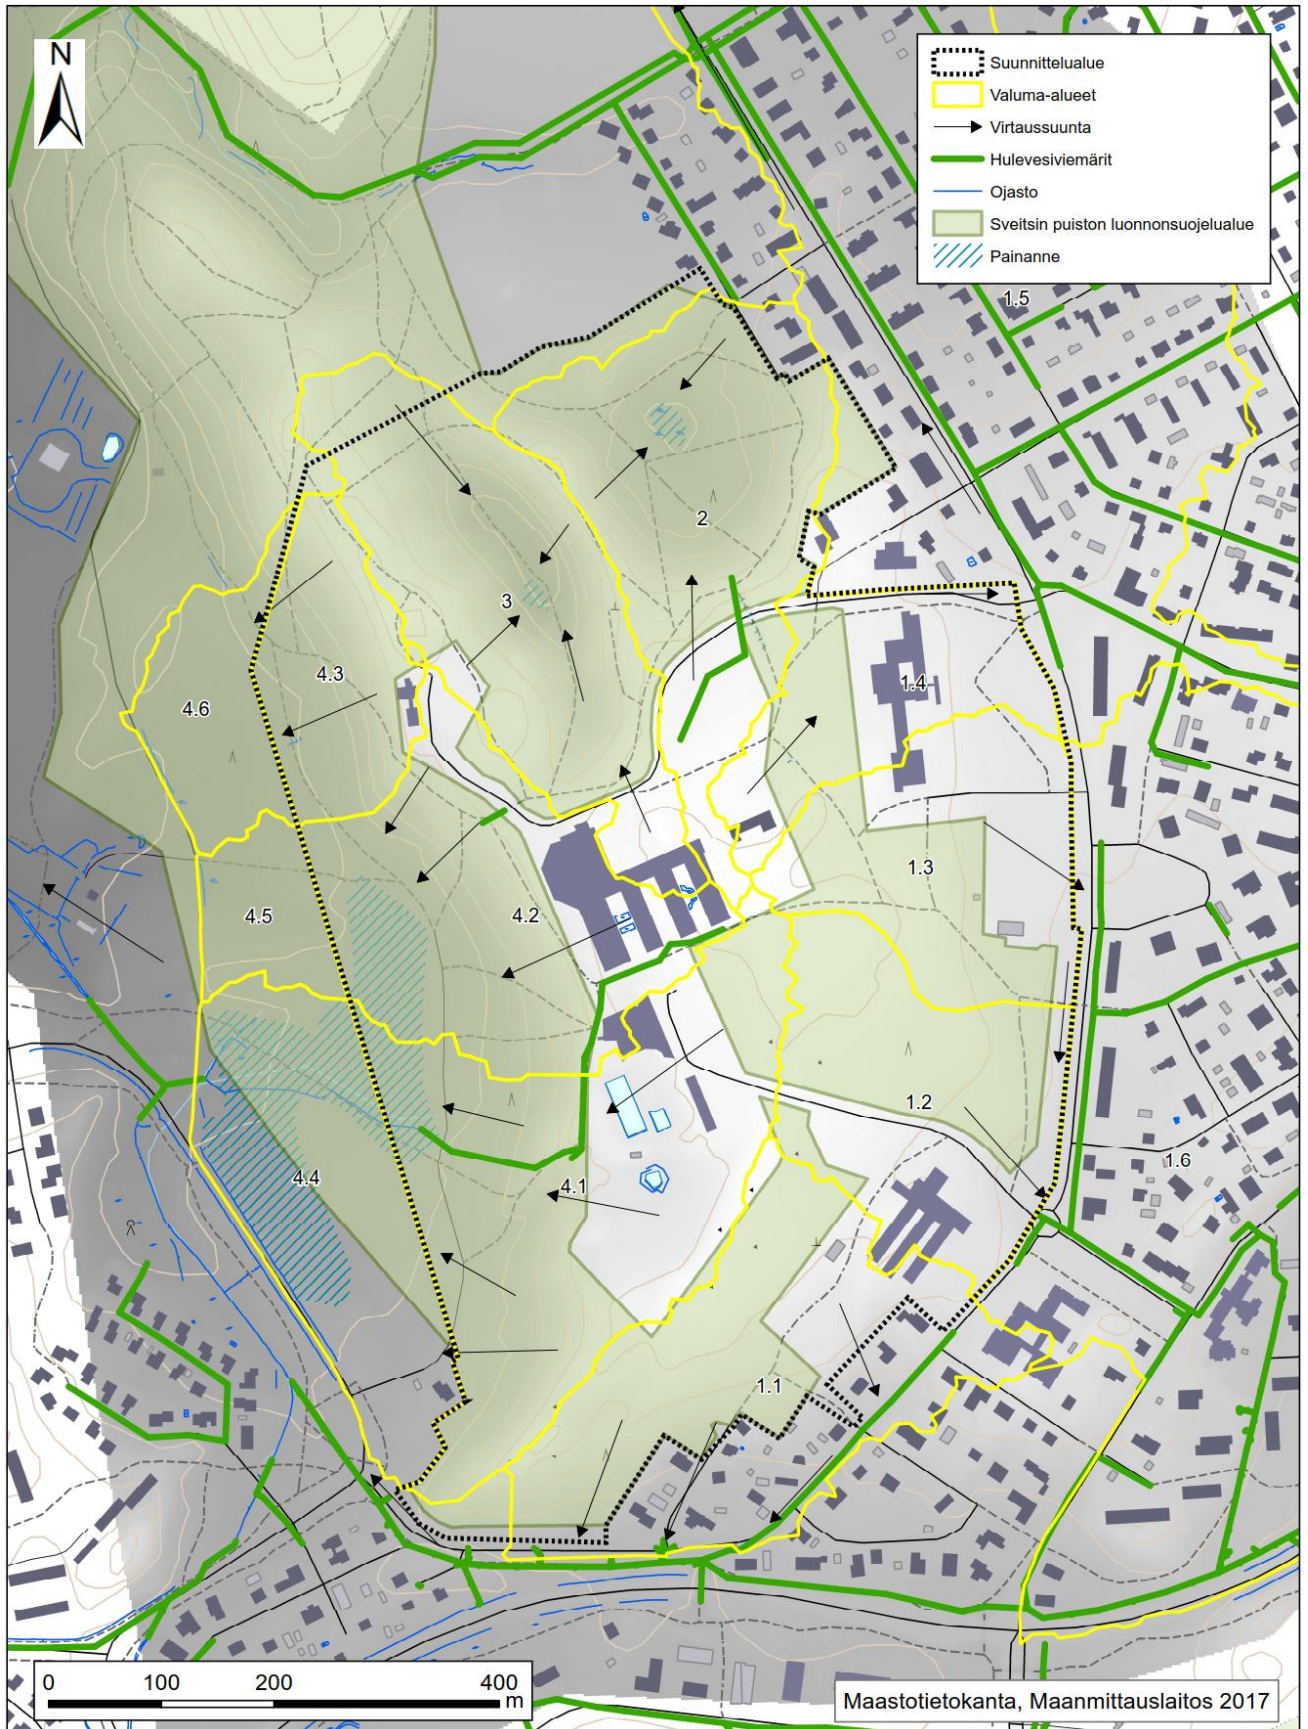 N
Suunnittelualue
Valuma-alueet
Virtaussuunta
Hulevesiviemärit
Ojasto
Sveitsin puiston luonnonsuojelualue
Painanne
1.5
2
3
4.3
1.4
4.6
1.3
4.5
4.2
1.2
1.6
4.4
4.1
1.1
0 100 200 400
m
Maastotietokanta, Maanmittauslaitos 2017